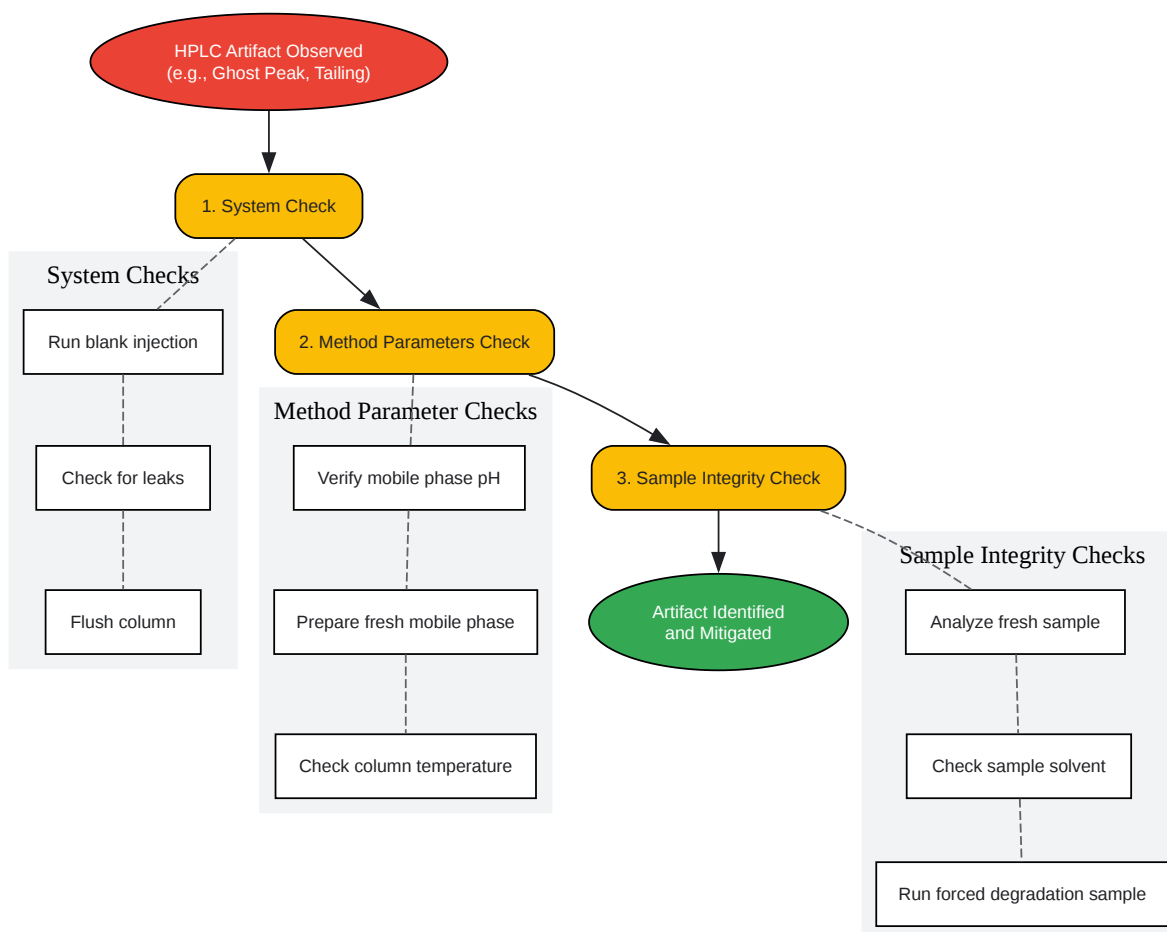 HPLC Artifact Observed
(e.g., Ghost Peak, Tailing)
1. System Check
System Checks
Run blank injection
Check for leaks
Flush column
2. Method Parameters Check
Method Parameter Checks
Verify mobile phase pH
Prepare fresh mobile phase
Check column temperature
3. Sample Integrity Check
Artifact Identified
and Mitigated
Sample Integrity Checks
Analyze fresh sample
Check sample solvent
Run forced degradation sample